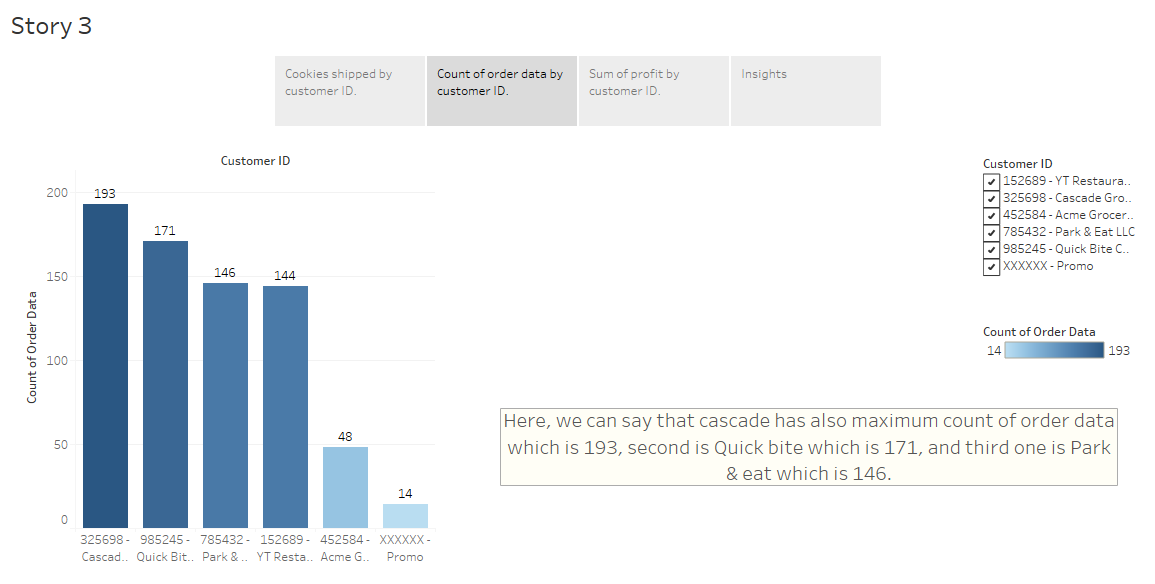 Story 3
Cookies shipped by
customer ID.
Count of order data by
customer ID.
Sum of profit by
customer ID.
Insights
Customer ID
200
150
100
50
0
Count of Order Data
193
171
146
144
48
14
325698 -
Cascad..
985245 -
Quick Bit..
785432 -
Park & ..
152689 -
YT Resta..
452584 -
Acme G..
XXXXXX -
Promo
Customer ID
152689 - YT Restaura..
325698 - Cascade Gro..
452584 - Acme Grocer..
785432 - Park & Eat LLC
985245 - Quick Bite C..
XXXXXX - Promo
Count of Order Data
14 193
Here, we can say that cascade has also maximum count of order data
which is 193, second is Quick bite which is 171, and third one is Park
& eat which is 146.